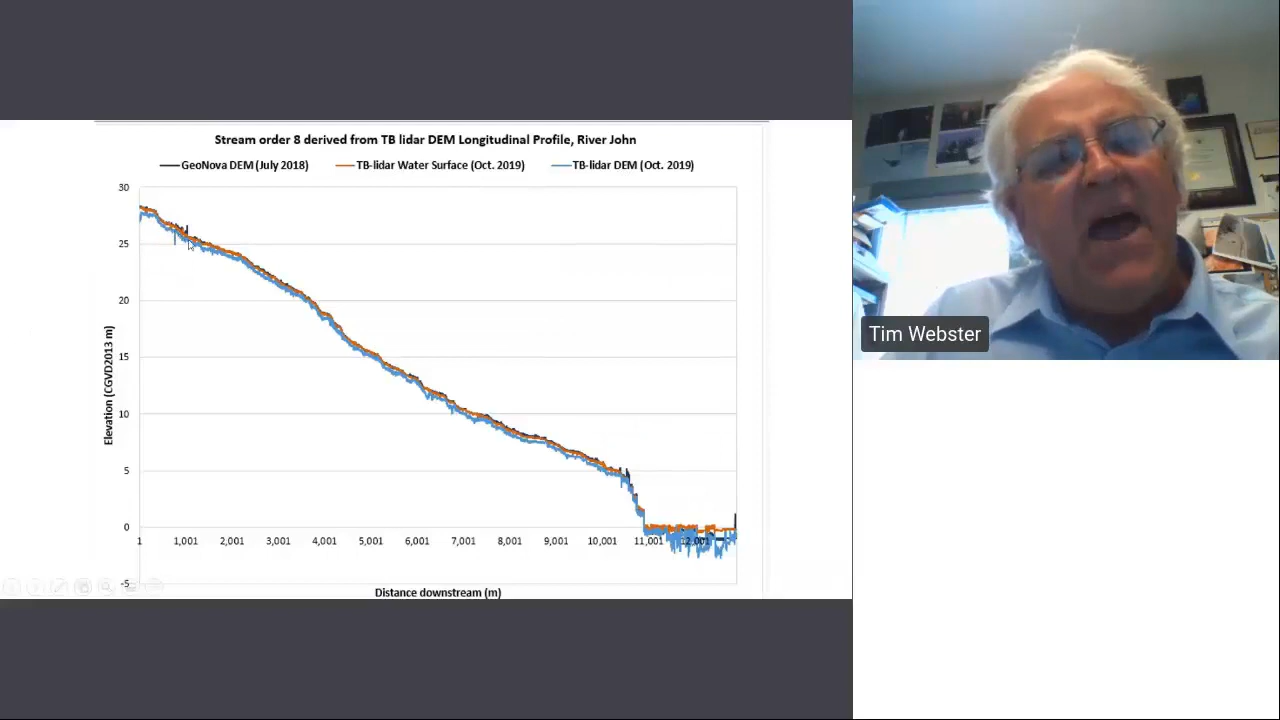 Stream order 8 derived from TB lidar DEM Longitudinal Profile, River John
GeoNova DEM (July 2018) TB-lidar Water Surface (Oct. 2019) TB-lidar DEM (Oct. 2019)
30
25
20
15
10
5
0
-5
Elevation (CGVD2013 m)
1 1,001 2,001 3,001 4,001 5,001 6,001 7,001 8,001 9,001 10,001 11,001 12,001
Distance downstream (m)
Tim Webster